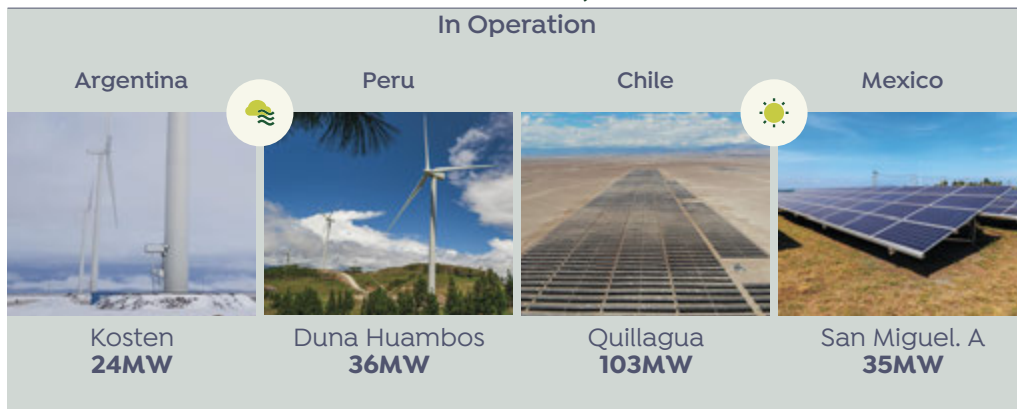 In Operation
Argentina
Peru
Chile
Mexico
Kosten
24MW
Duna Huambos
36MW
Quillagua
103MW
San Miguel. A
35MW